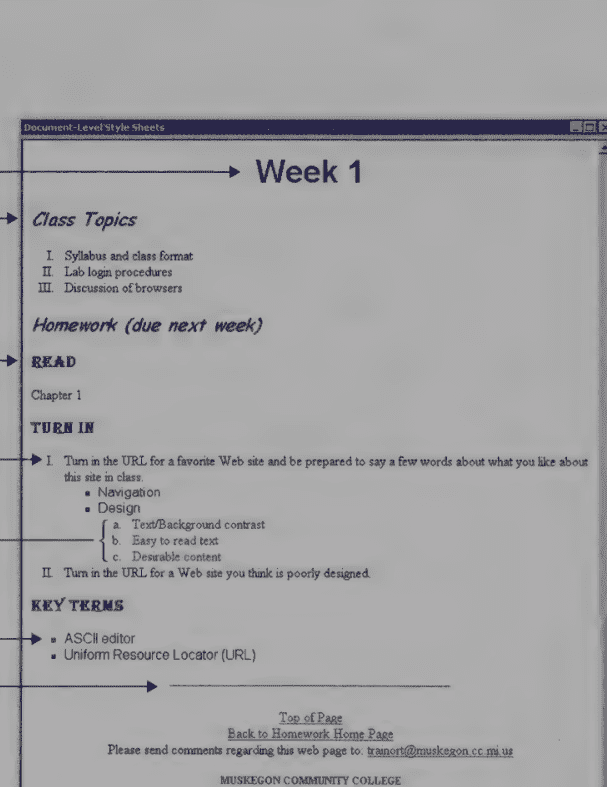 Document-Level Style Sheets
Week 1
Class Topics
I. Syllabus and class format
II. Lab login procedures
III. Discussion of browsers
Homework (due next week)
READ
Chapter 1
TURN IN
I. Turn in the URL for a favorite Web site and be prepared to say a few words about what you like about
this site in class.
Navigation
Design
a. Text/Background contrast
b. Easy to read text
c. Desirable content
II. Turn in the URL for a Web site you think is poorly designed.
KEY TERMS
ASCII editor
Uniform Resource Locator (URL)
Top of Page
Back to Homework Home Page
Please send comments regarding this web page to: trainort@muskegon.cc.mi.us
MUSKEGON COMMUNITY COLLEGE